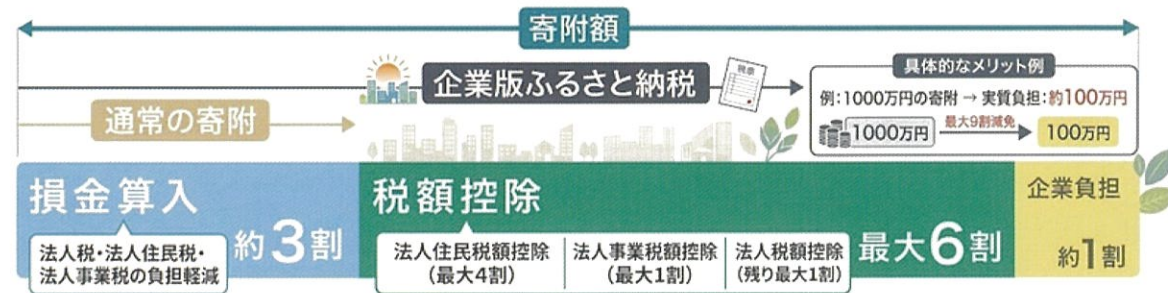 寄附額
企業版ふるさと納税
具体的なメリット例
例:1000万円の寄附 → 実質負担:約100万円
1000万円
最大9割減免
100万円
通常の寄附
損金算入
約3割
法人税・法人住民税・
法人事業税の負担軽減
税額控除
法人住民税額控除
(最大4割)
法人事業税額控除
(最大1割)
法人税額控除
(残り最大1割)
最大6割
企業負担
約1割